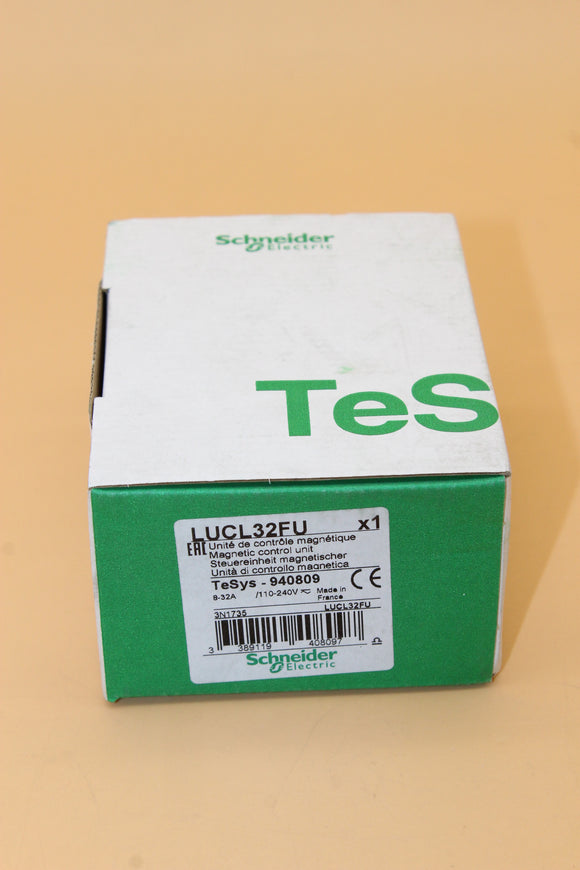 Schneider
Electric
TeS
LUCL32FU x1
EAC Unité de contrôle magnétique
Magnetic control unit
Steuereinheit magnetischer
Unità di controllo magnetica
TeSys - 940809 CE
8-32A /110-240V Made in
France
3N1735 LUCL32FU
3 389119 408097
Schneider
Electric